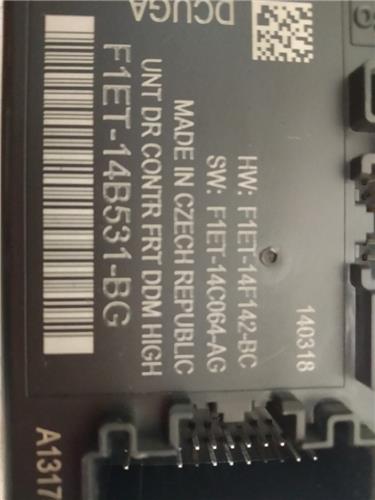 DCUGA
140318
HW: F1ET-14F142-BC
SW: F1ET-14C064-AG
MADE IN CZECH REPUBLIC
UNT DR CONTR FRT DDM HIGH
F1ET-14B531-BG
A1317